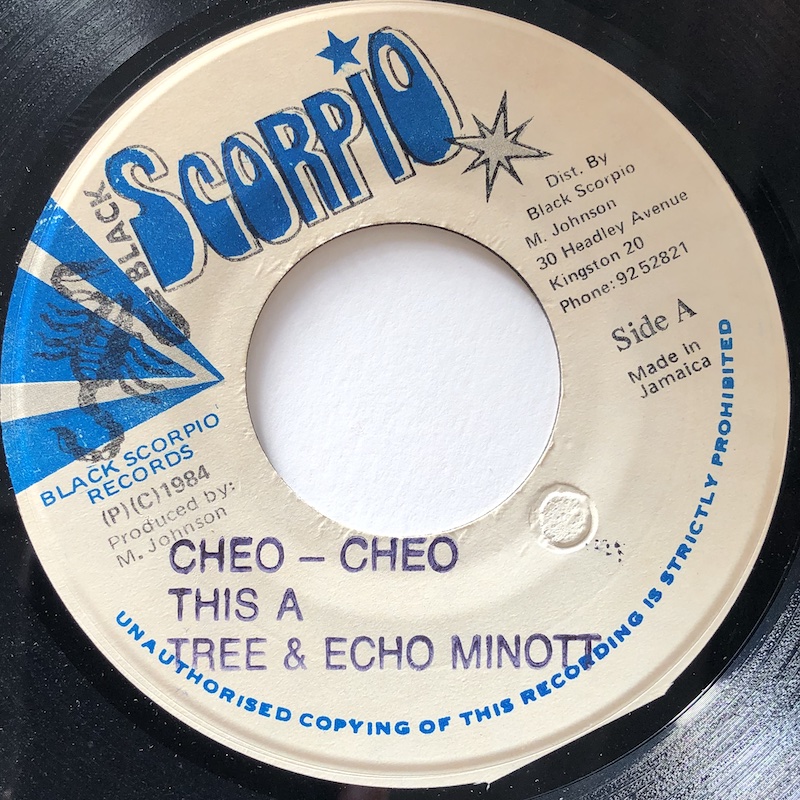 BLACK
SCORPIO
Dist. By
Black Scorpio
M. Johnson
30 Headley Avenue
Kingston 20
Phone: 92 52821
Side A
Made in
Jamaica
BLACK SCORPIO
RECORDS
(P)(C)1984
Produced by:
M. Johnson
CHEO – CHEO
THIS A
TREE & ECHO MINOTT
UNAUTHORISED COPYING OF THIS RECORDING IS STRICTLY PROHIBITED